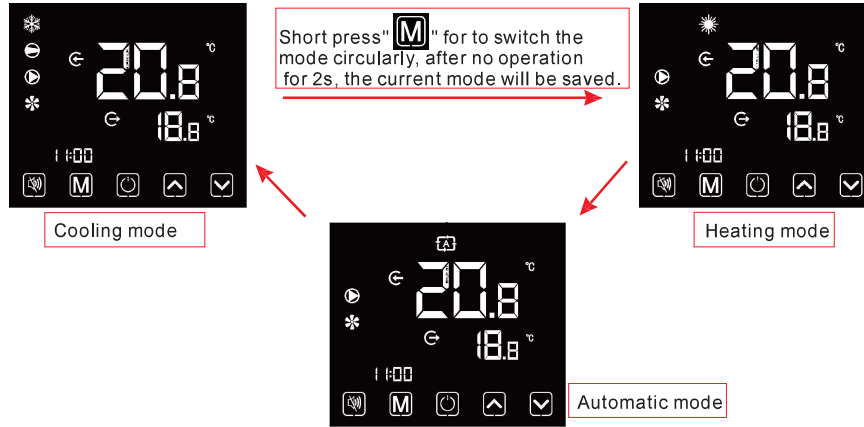 20.8 °C
18.8 °C
11:00
M
Cooling mode
Short press" M " for to switch the
mode circularly, after no operation
for 2s, the current mode will be saved.
20.8 °C
18.8 °C
11:00
M
Heating mode
A
20.8 °C
18.8 °C
11:00
M
Automatic mode